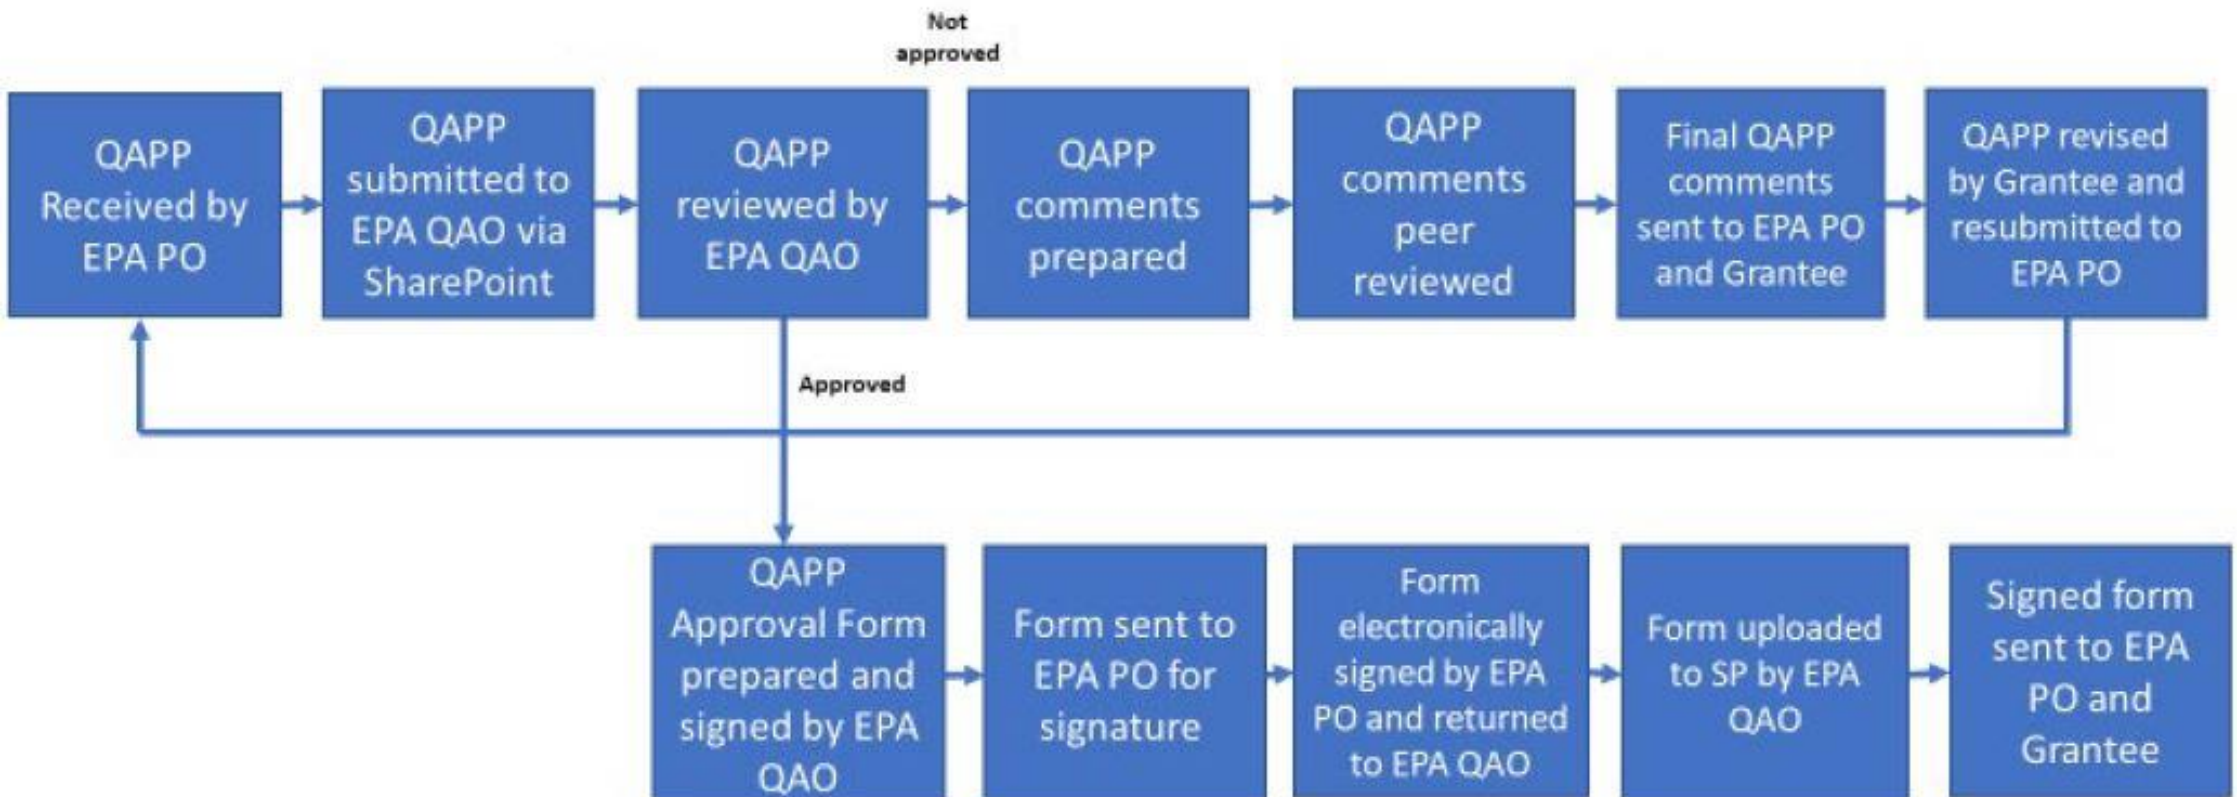 Not
approved
QAPP
Received by
EPA PO
QAPP
submitted to
EPA QAO via
SharePoint
QAPP
reviewed by
EPA QAO
QAPP
comments
prepared
QAPP
comments
peer
reviewed
Final QAPP
comments
sent to EPA PO
and Grantee
QAPP revised
by Grantee and
resubmitted to
EPA PO
Approved
QAPP
Approval Form
prepared and
signed by EPA
QAO
Form sent to
EPA PO for
signature
Form
electronically
signed by EPA
PO and returned
to EPA QAO
Form uploaded
to SP by EPA
QAO
Signed form
sent to EPA
PO and
Grantee